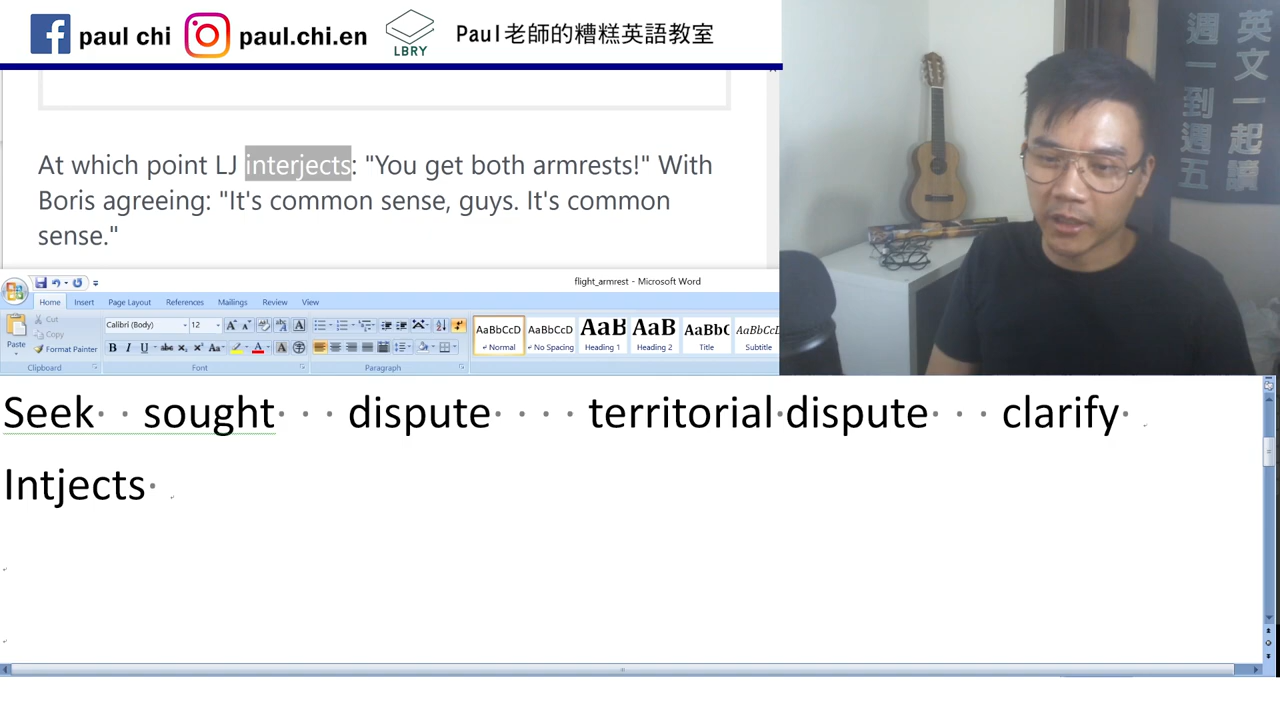 paul chi paul.chi.en LBRY Paul老師的糟糕英語教室
At which point LJ interjects: "You get both armrests!" With
Boris agreeing: "It's common sense, guys. It's common
sense."
flight_armrest - Microsoft Word
Home Insert Page Layout References Mailings Review View
Paste Cut Copy Format Painter
Calibri (Body) 12
AaBbCcD AaBbCcD AaB AaB AaBbC AaBbCcD
Normal No Spacing Heading 1 Heading 2 Title Subtitle
Clipboard Font Paragraph
Seek sought dispute territorial dispute clarify
Intjects
英文一起讀
週一到週五